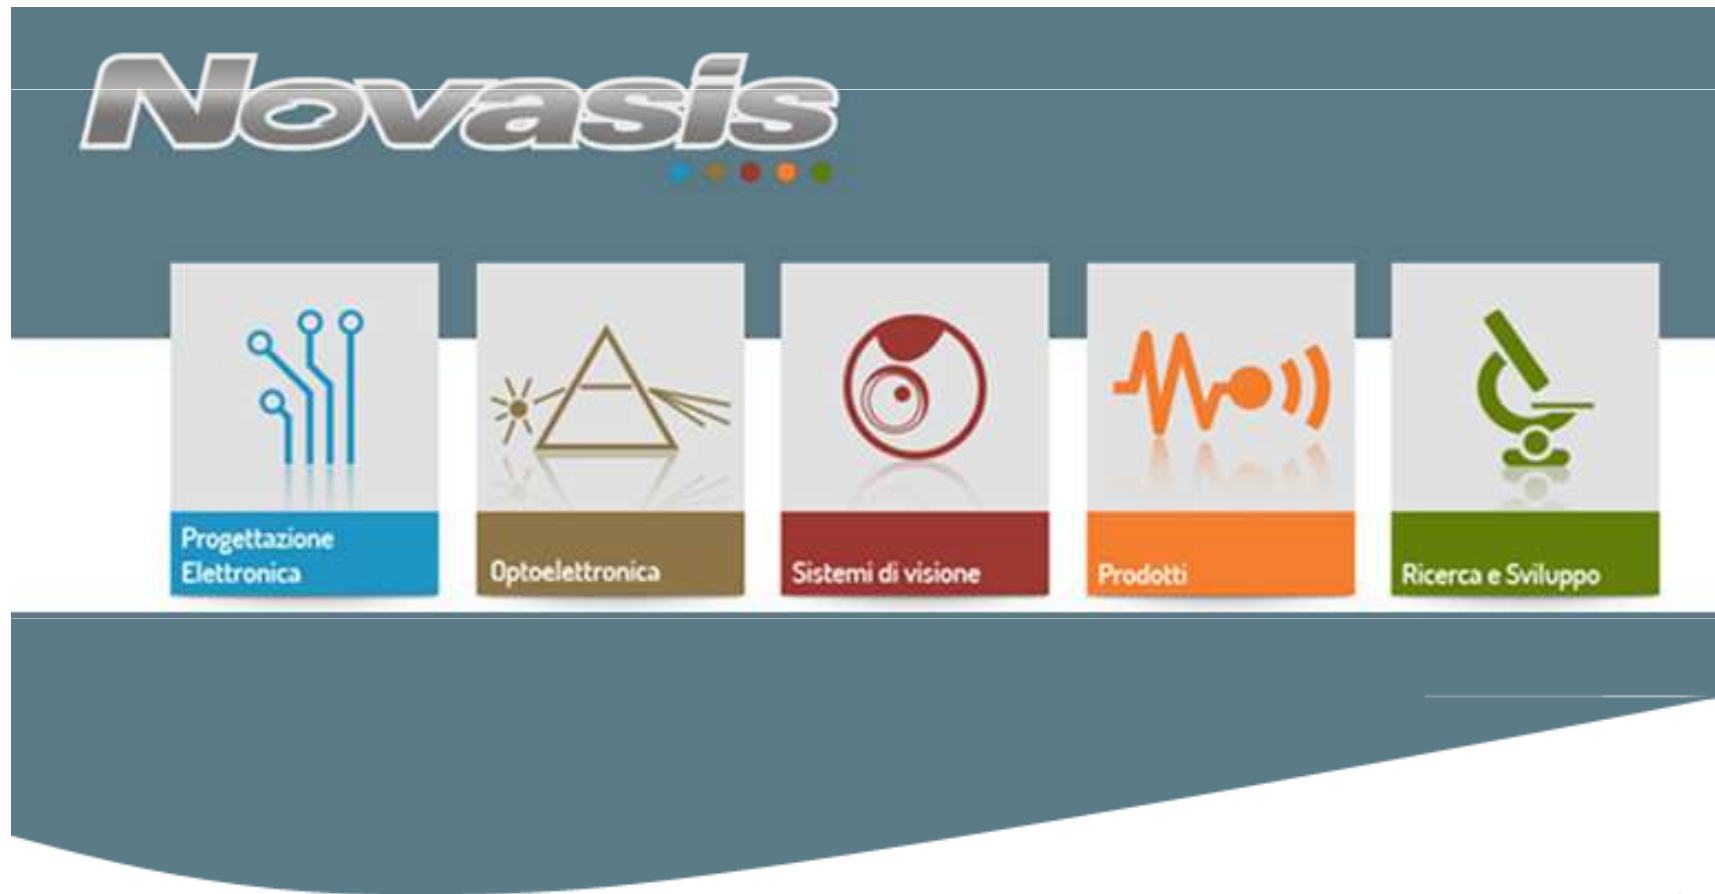 Novasis
Progettazione
Elettronica
Optoelettronica
Sistemi di visione
Prodotti
Ricerca e Sviluppo